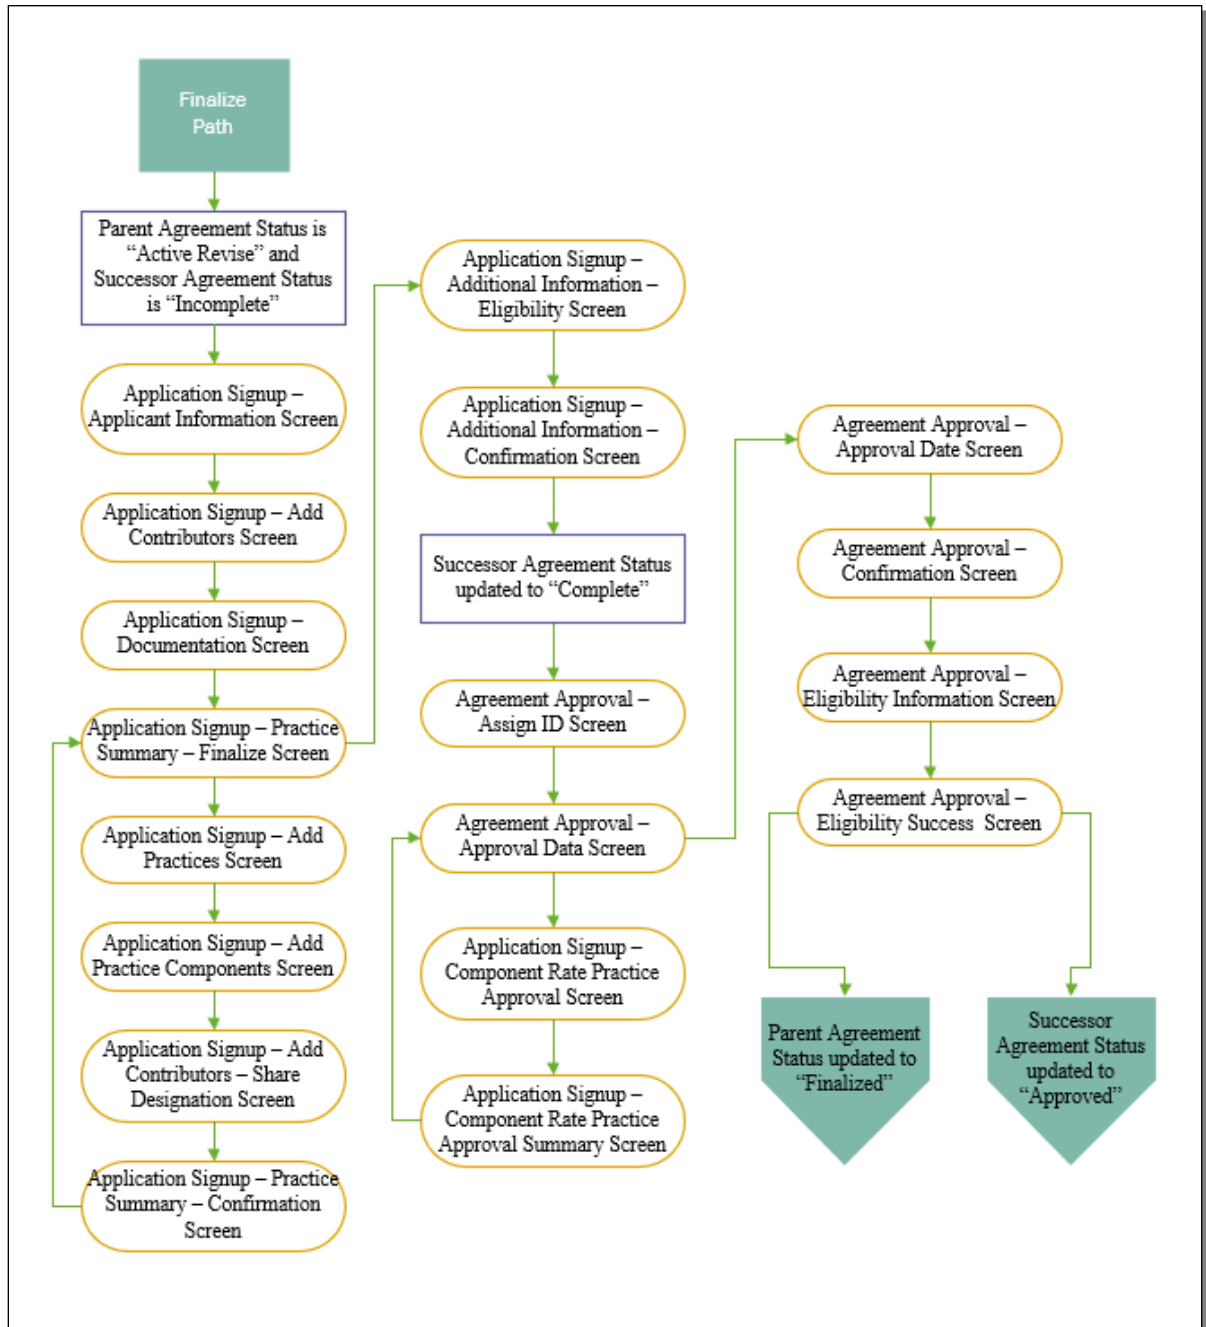 Finalize
Path
Parent Agreement Status is
“Active Revise” and
Successor Agreement Status
is “Incomplete”
Application Signup –
Applicant Information Screen
Application Signup – Add
Contributors Screen
Application Signup –
Documentation Screen
Application Signup – Practice
Summary – Finalize Screen
Application Signup – Add
Practices Screen
Application Signup – Add
Practice Components Screen
Application Signup – Add
Contributors – Share
Designation Screen
Application Signup – Practice
Summary – Confirmation
Screen
Application Signup –
Additional Information –
Eligibility Screen
Application Signup –
Additional Information –
Confirmation Screen
Successor Agreement Status
updated to “Complete”
Agreement Approval –
Assign ID Screen
Agreement Approval –
Approval Data Screen
Application Signup –
Component Rate Practice
Approval Screen
Application Signup –
Component Rate Practice
Approval Summary Screen
Agreement Approval –
Approval Date Screen
Agreement Approval –
Confirmation Screen
Agreement Approval –
Eligibility Information Screen
Agreement Approval –
Eligibility Success Screen
Parent Agreement
Status updated to
“Finalized”
Successor
Agreement Status
updated to
“Approved”